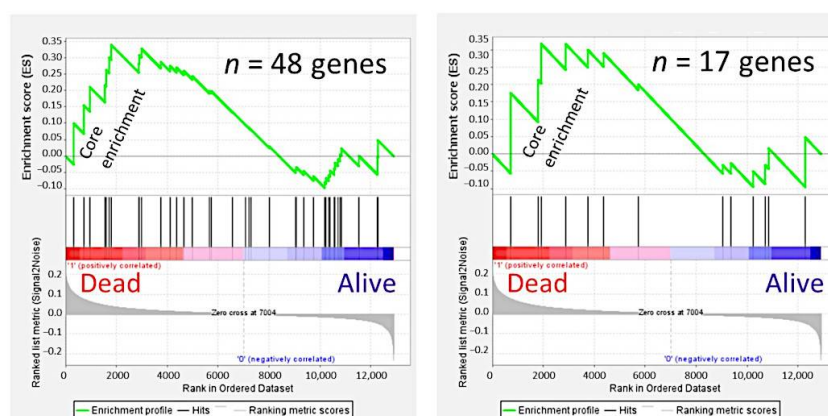 Enrichment score (ES)
0.35
0.30
0.25
0.20
0.15
0.10
0.05
0.00
−0.05
−0.10
n = 48 genes
Core
enrichment
Ranked list metric (Signal2Noise)
0.2
0.1
0.0
−0.1
−0.2
'1' (positively correlated)
Dead Alive
Zero cross at 7004
'0' (negatively correlated)
0 2000 4000 6000 8000 10,000 12,000
Rank in Ordered Dataset
Enrichment profile Hits Ranking metric scores
Enrichment score (ES)
0.35
0.30
0.25
0.20
0.15
0.10
0.05
0.00
−0.05
−0.10
n = 17 genes
Core
enrichment
Ranked list metric (Signal2Noise)
0.2
0.1
0.0
−0.1
−0.2
'1' (positively correlated)
Dead Alive
Zero cross at 7004
'0' (negatively correlated)
0 2000 4000 6000 8000 10,000 12,000
Rank in Ordered Dataset
Enrichment profile Hits Ranking metric scores